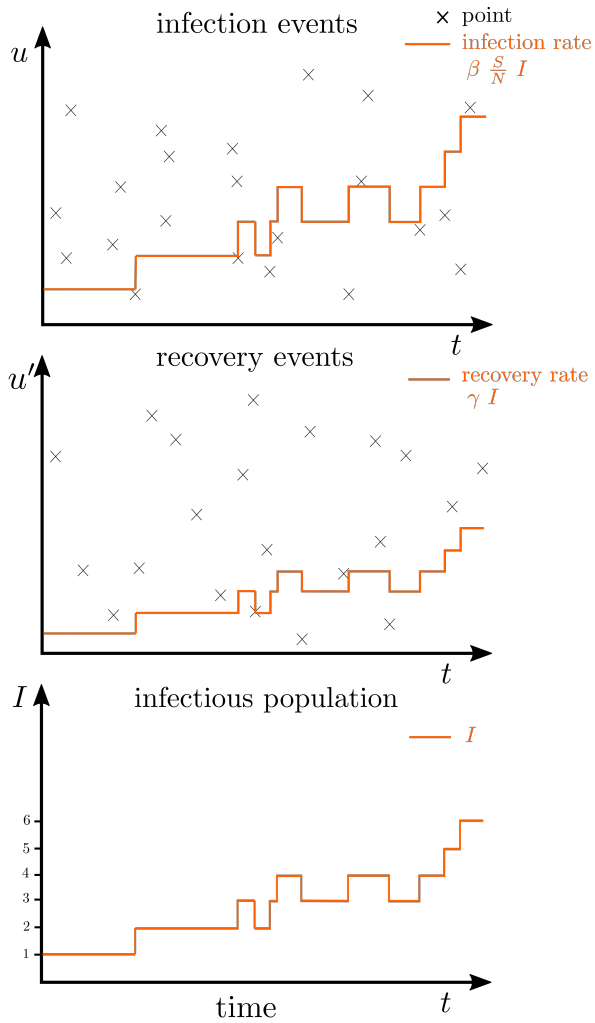 infection events
point
u
infection rate
β S/N I
t
recovery events
u′
recovery rate
γ I
t
I
infectious population
I
6
5
4
3
2
1
time
t